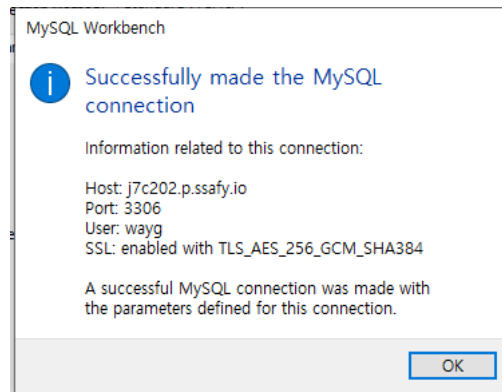 MySQL Workbench
Successfully made the MySQL
connection
Information related to this connection:
Host: j7c202.p.ssafy.io
Port: 3306
User: wayg
SSL: enabled with TLS_AES_256_GCM_SHA384
A successful MySQL connection was made with
the parameters defined for this connection.
OK